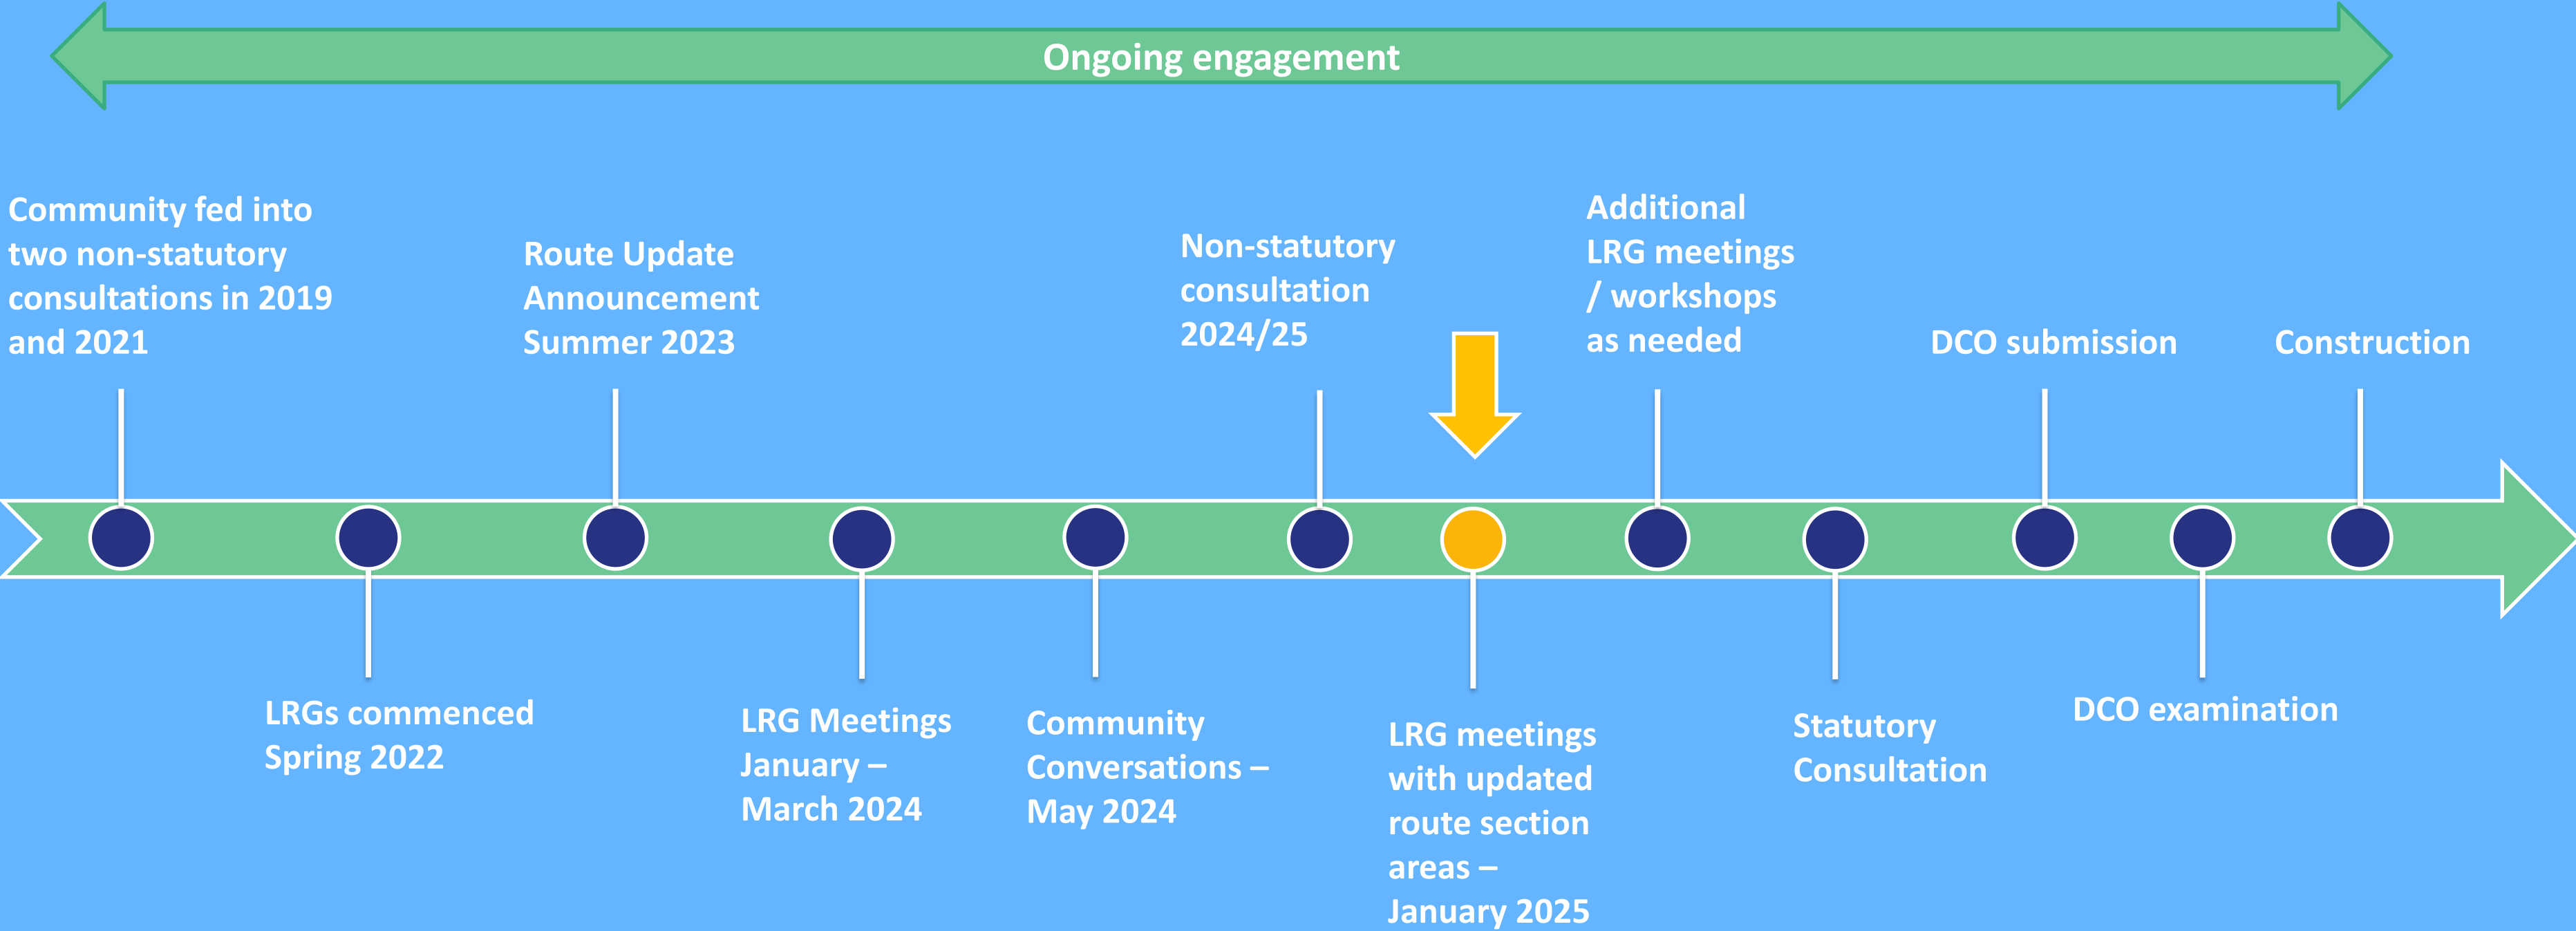 Ongoing engagement
Community fed into
two non-statutory
consultations in 2019
and 2021
LRGs commenced
Spring 2022
Route Update
Announcement
Summer 2023
LRG Meetings
January –
March 2024
Community
Conversations –
May 2024
Non-statutory
consultation
2024/25
LRG meetings
with updated
route section
areas –
January 2025
Additional
LRG meetings
/ workshops
as needed
Statutory
Consultation
DCO submission
DCO examination
Construction